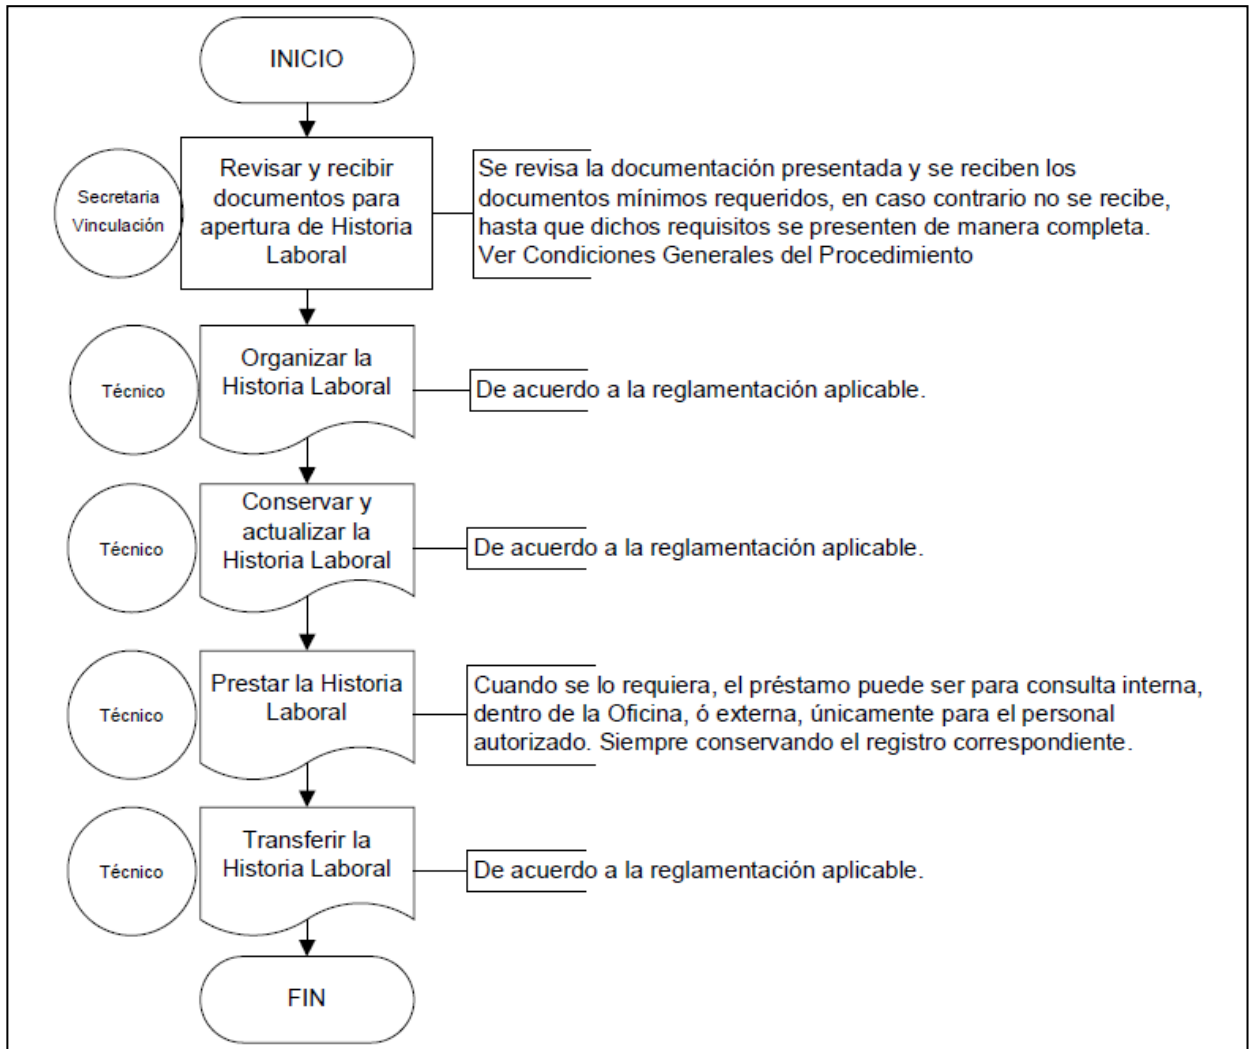 INICIO
Secretaria
Vinculación
Revisar y recibir
documentos para
apertura de Historia
Laboral
Se revisa la documentación presentada y se reciben los
documentos mínimos requeridos, en caso contrario no se recibe,
hasta que dichos requisitos se presenten de manera completa.
Ver Condiciones Generales del Procedimiento
Técnico
Organizar la
Historia Laboral
De acuerdo a la reglamentación aplicable.
Técnico
Conservar y
actualizar la
Historia Laboral
De acuerdo a la reglamentación aplicable.
Técnico
Prestar la Historia
Laboral
Cuando se lo requiera, el préstamo puede ser para consulta interna,
dentro de la Oficina, ó externa, únicamente para el personal
autorizado. Siempre conservando el registro correspondiente.
Técnico
Transferir la
Historia Laboral
De acuerdo a la reglamentación aplicable.
FIN